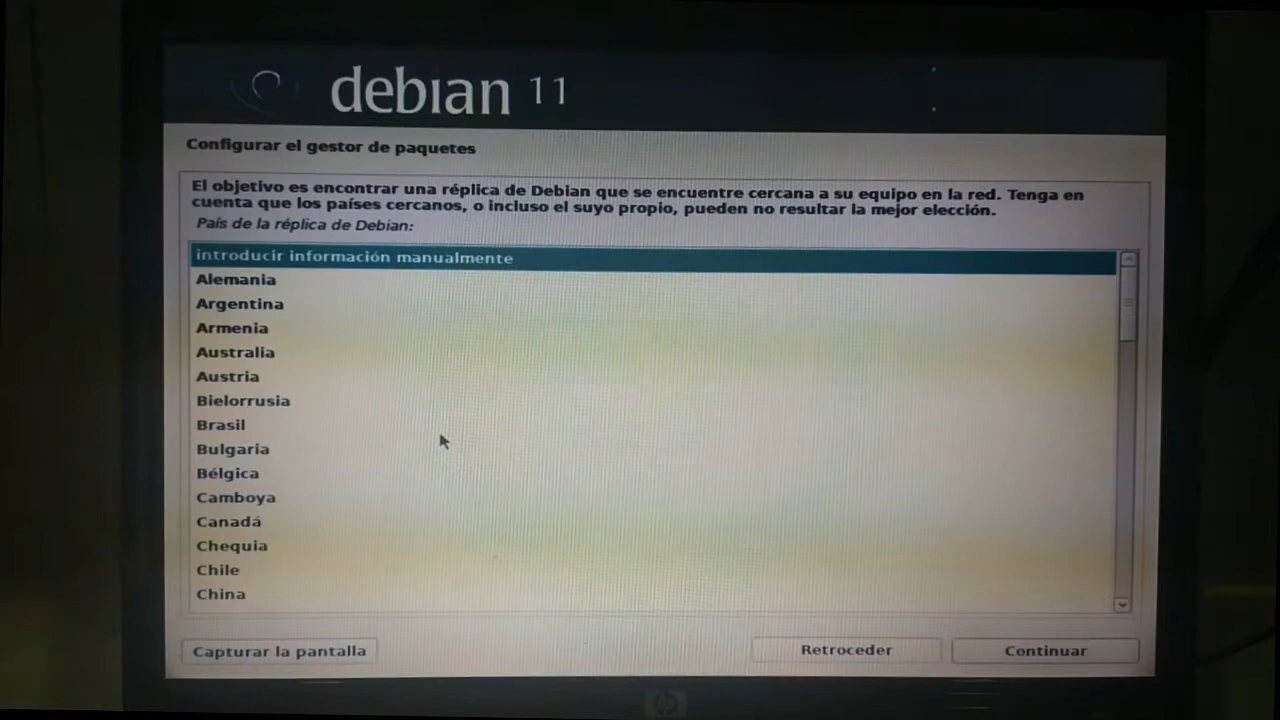 debian 11
Configurar el gestor de paquetes
El objetivo es encontrar una réplica de Debian que se encuentre cercana a su equipo en la red. Tenga en
cuenta que los países cercanos, o incluso el suyo propio, pueden no resultar la mejor elección.
País de la réplica de Debian:
introducir información manualmente
Alemania
Argentina
Armenia
Australia
Austria
Bielorrusia
Brasil
Bulgaria
Bélgica
Camboya
Canadá
Chequia
Chile
China
Capturar la pantalla
Retroceder
Continuar
hp